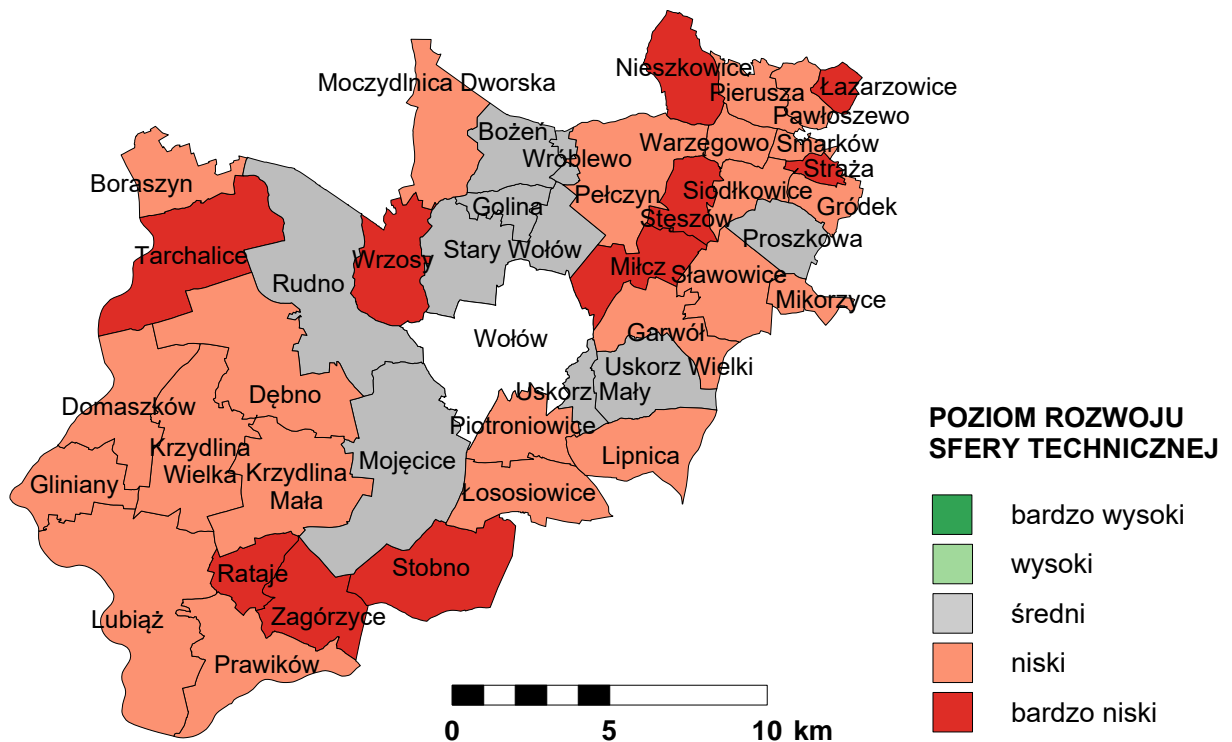 Nieszkowice
Moczydlnica Dworska
Pierusza
Łazarzowice
Pawłoszewo
Bożeń
Warzęgowo
Smarków
Wróblewo
Straża
Boraszyn
Pełczyn
Siodłkowice
Golina
Gródek
Stęszów
Proszkowa
Stary Wołów
Tarchalice
Wrzosy
Miłcz
Sławowice
Rudno
Mikorzyce
Wołów
Garwół
Uskorz Wielki
Dębno
Uskorz Mały
Domaszków
Piotroniowice
Krzydlina
Wielka
Mojęcice
Lipnica
Krzydlina
Mała
Gliniany
Łososiowice
Rataje
Stobno
Zagórzyce
Lubiąż
Prawików
POZIOM ROZWOJU
SFERY TECHNICZNEJ
bardzo wysoki
wysoki
średni
niski
bardzo niski
0 5 10 km